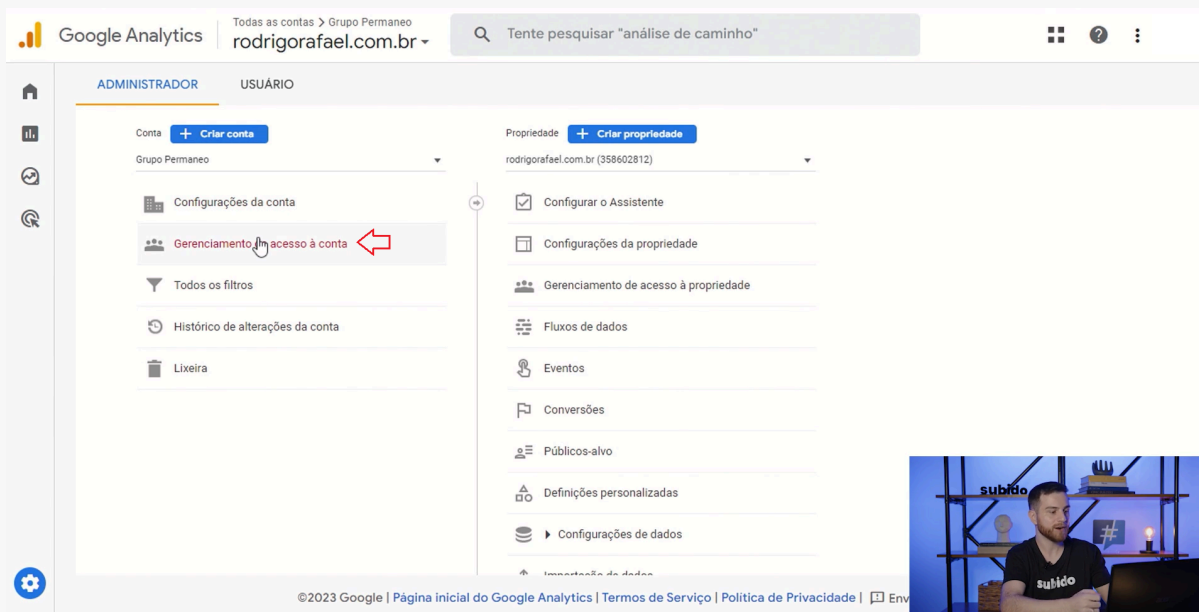 Google Analytics
Todas as contas > Grupo Permaneo
rodrigorafael.com.br
Tente pesquisar "análise de caminho"
ADMINISTRADOR
USUÁRIO
Conta
+ Criar conta
Grupo Permaneo
Configurações da conta
Gerenciamento acesso à conta
Todos os filtros
Histórico de alterações da conta
Lixeira
Propriedade
+ Criar propriedade
rodrigorafael.com.br (358602812)
Configurar o Assistente
Configurações da propriedade
Gerenciamento de acesso à propriedade
Fluxos de dados
Eventos
Conversões
Públicos-alvo
Definições personalizadas
Configurações de dados
Importação de dados
©2023 Google | Página inicial do Google Analytics | Termos de Serviço | Política de Privacidade | Env
subido
#
subido